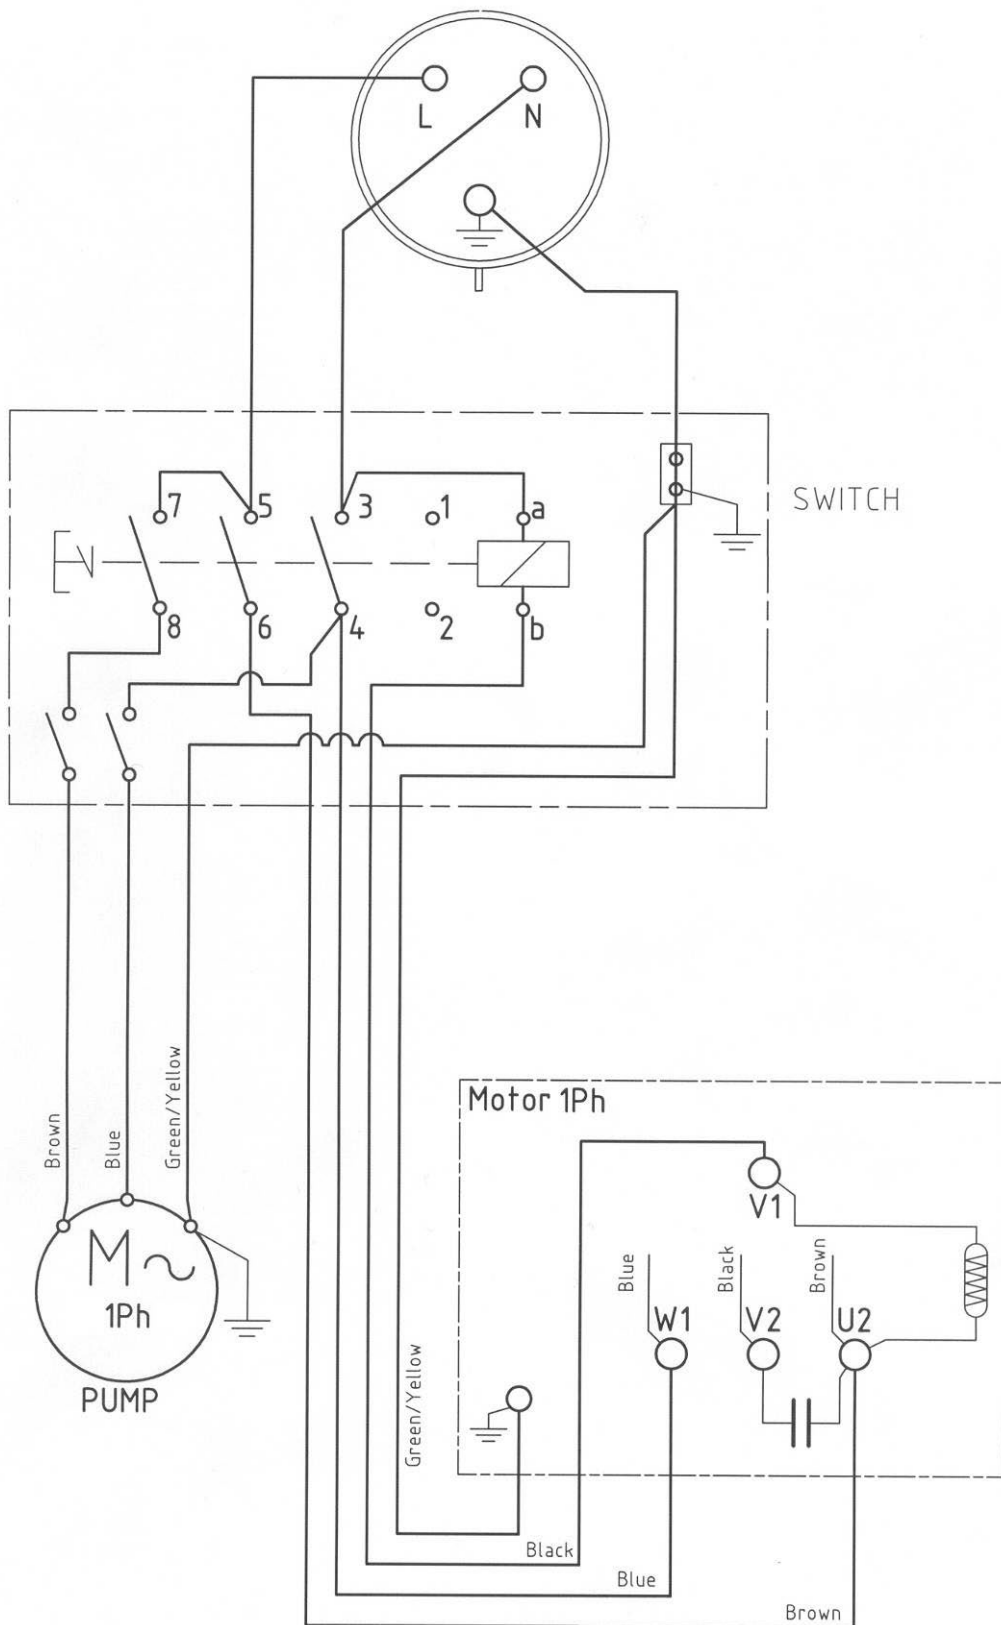 L N
SWITCH
7 5 3 1 a
8 6 4 2 b
Brown
Blue
Green/Yellow
M
1Ph
PUMP
Motor 1Ph
V1
Blue
Black
Brown
W1 V2 U2
Green/Yellow
Black
Blue
Brown